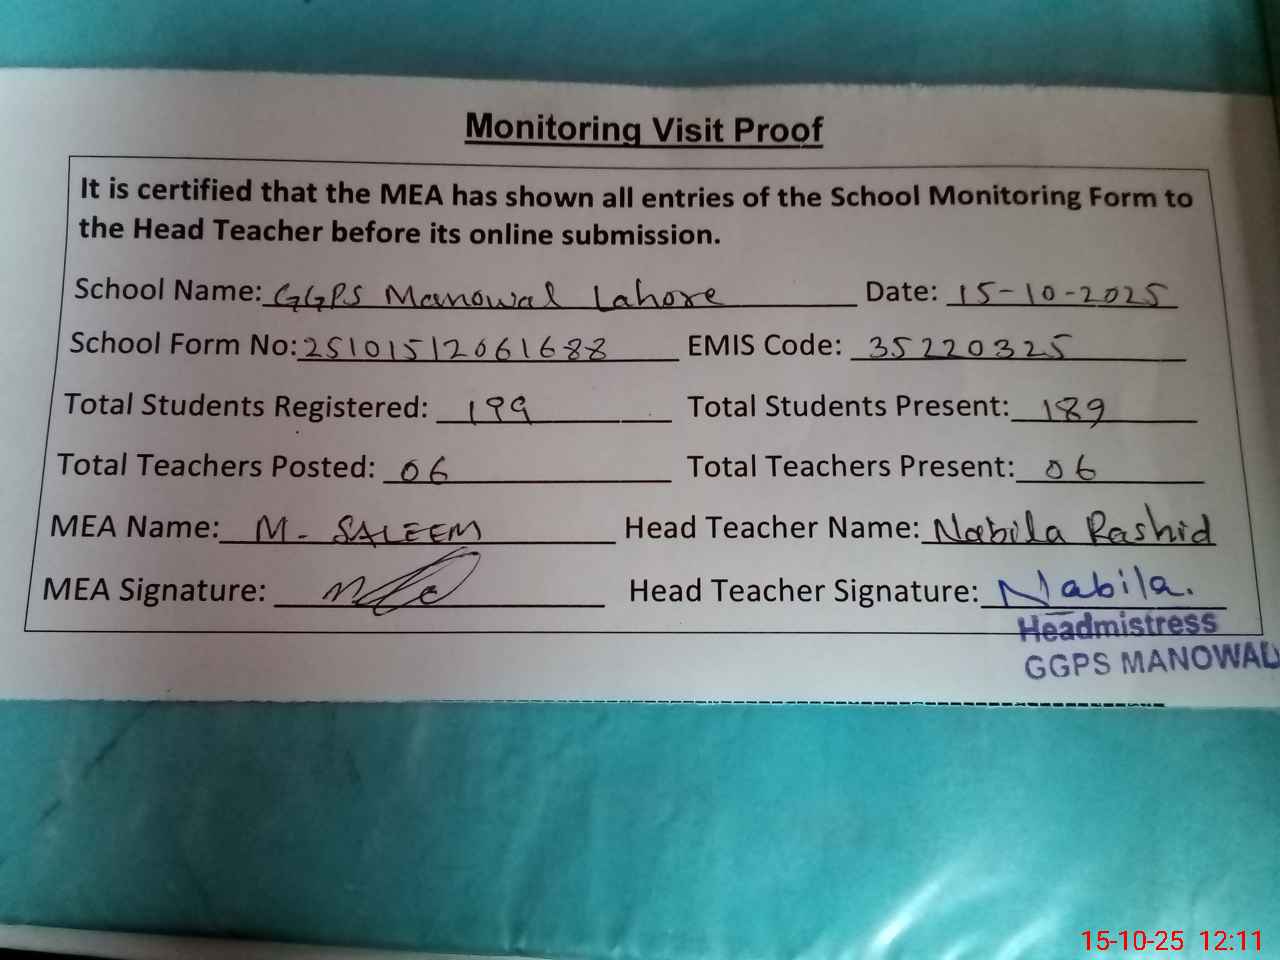 Monitoring Visit Proof
It is certified that the MEA has shown all entries of the School Monitoring Form to
the Head Teacher before its online submission.
School Name: GGPS Manowal Lahore Date: 15-10-2025
School Form No: 25101512061688 EMIS Code: 35220325
Total Students Registered: 199 Total Students Present: 189
Total Teachers Posted: 06 Total Teachers Present: 06
MEA Name: M. SALEEM Head Teacher Name: Nabila Rashid
MEA Signature: Head Teacher Signature: Nabila.
Headmistress
GGPS MANOWAL
15-10-25 12:11